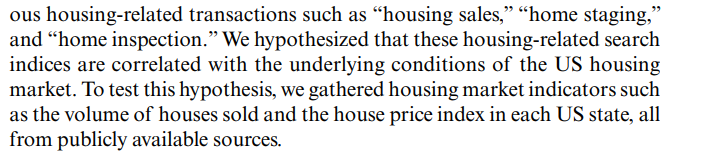 ous housing-related transactions such as “housing sales,” “home staging,”
and “home inspection.” We hypothesized that these housing-related search
indices are correlated with the underlying conditions of the US housing
market. To test this hypothesis, we gathered housing market indicators such
as the volume of houses sold and the house price index in each US state, all
from publicly available sources.